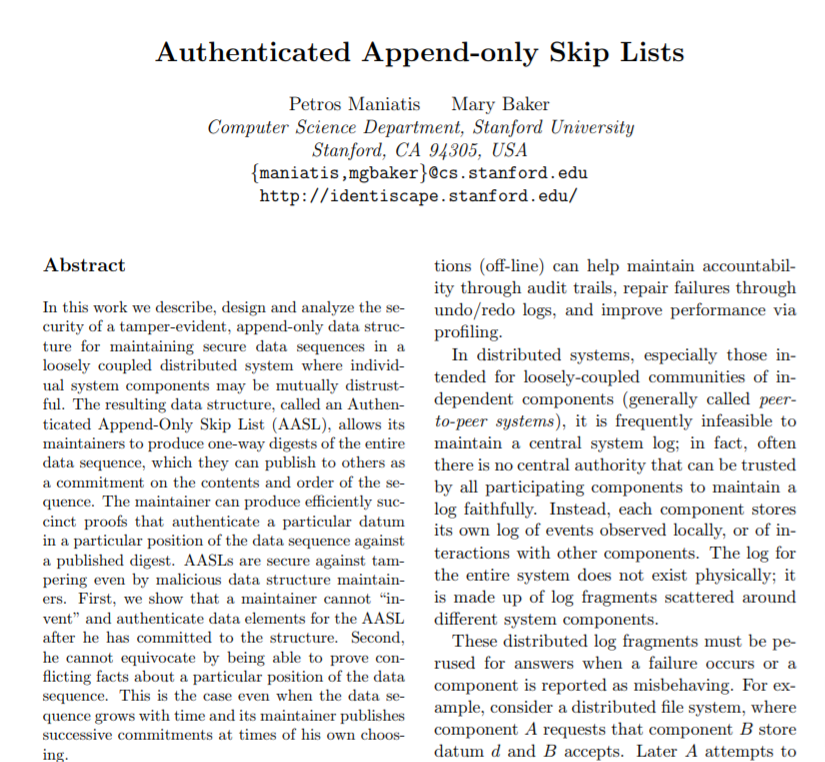 Authenticated Append-only Skip Lists
Petros Maniatis Mary Baker
Computer Science Department, Stanford University
Stanford, CA 94305, USA
{maniatis,mgbaker}@cs.stanford.edu
http://identiscape.stanford.edu/
Abstract
In this work we describe, design and analyze the se-
curity of a tamper-evident, append-only data struc-
ture for maintaining secure data sequences in a
loosely coupled distributed system where individ-
ual system components may be mutually distrust-
ful. The resulting data structure, called an Authen-
ticated Append-Only Skip List (AASL), allows its
maintainers to produce one-way digests of the entire
data sequence, which they can publish to others as
a commitment on the contents and order of the se-
quence. The maintainer can produce efficiently suc-
cinct proofs that authenticate a particular datum
in a particular position of the data sequence against
a published digest. AASLs are secure against tam-
pering even by malicious data structure maintain-
ers. First, we show that a maintainer cannot “in-
vent” and authenticate data elements for the AASL
after he has committed to the structure. Second,
he cannot equivocate by being able to prove con-
flicting facts about a particular position of the data
sequence. This is the case even when the data se-
quence grows with time and its maintainer publishes
successive commitments at times of his own choos-
ing.
tions (off-line) can help maintain accountabil-
ity through audit trails, repair failures through
undo/redo logs, and improve performance via
profiling.
In distributed systems, especially those in-
tended for loosely-coupled communities of in-
dependent components (generally called peer-
to-peer systems), it is frequently infeasible to
maintain a central system log; in fact, often
there is no central authority that can be trusted
by all participating components to maintain a
log faithfully. Instead, each component stores
its own log of events observed locally, or of in-
teractions with other components. The log for
the entire system does not exist physically; it
is made up of log fragments scattered around
different system components.
These distributed log fragments must be pe-
rused for answers when a failure occurs or a
component is reported as misbehaving. For ex-
ample, consider a distributed file system, where
component A requests that component B store
datum d and B accepts. Later A attempts to